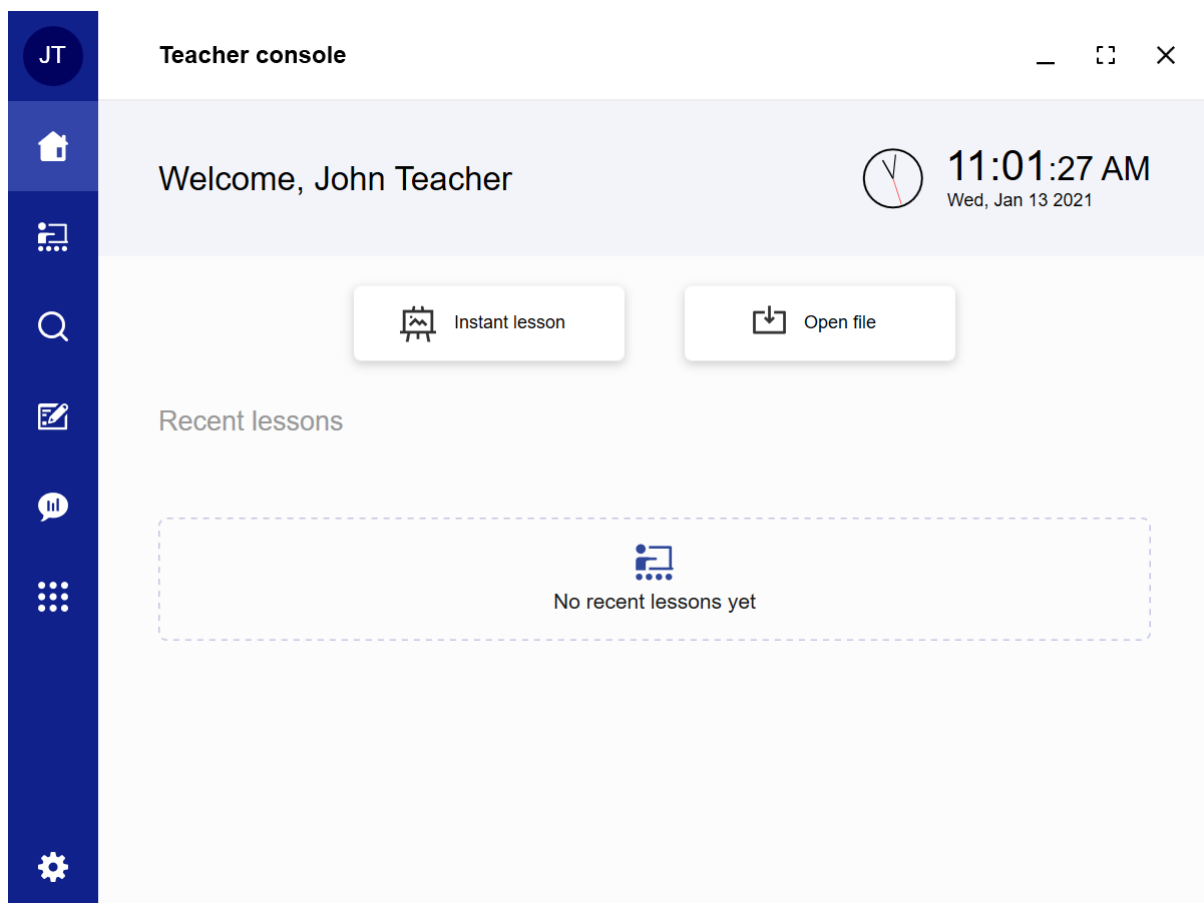 JT
Teacher console
Welcome, John Teacher
11:01:27 AM
Wed, Jan 13 2021
Instant lesson
Open file
Recent lessons
No recent lessons yet